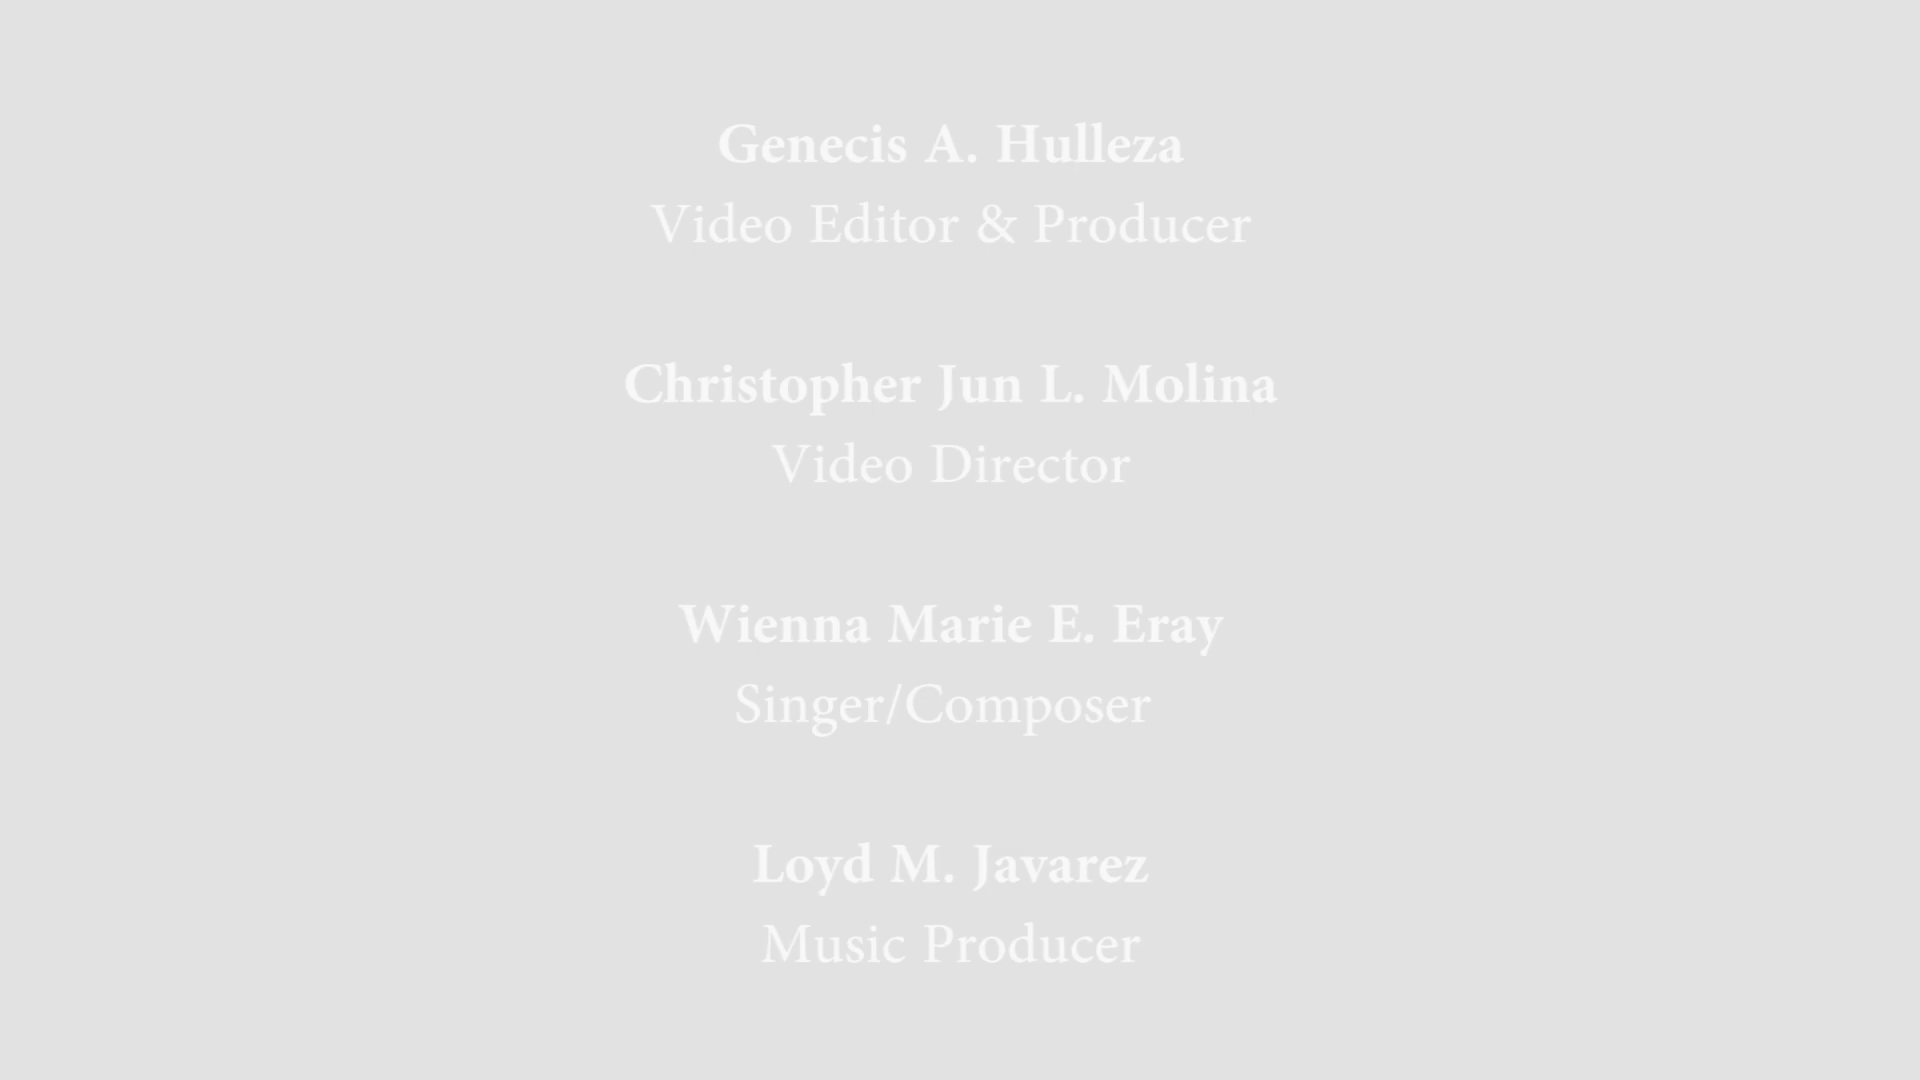 Genecis A. Hulleza
Video Editor & Producer
Christopher Jun L. Molina
Video Director
Wienna Marie E. Eray
Singer/Composer
Loyd M. Javarez
Music Producer